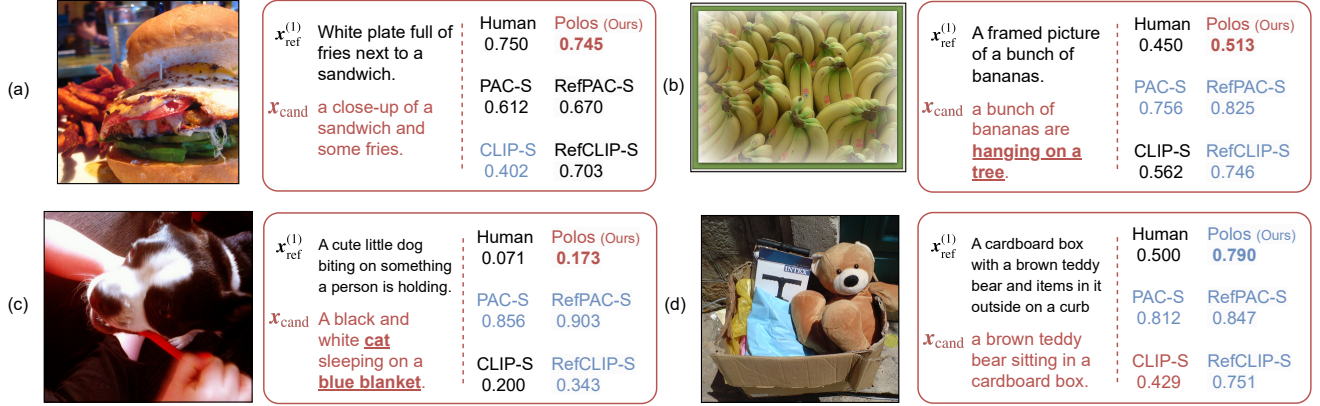 (a)
x_ref^(1)
White plate full of
fries next to a
sandwich.
x_cand
a close-up of a
sandwich and
some fries.
Human
0.750
Polos (Ours)
0.745
PAC-S
0.612
RefPAC-S
0.670
CLIP-S
0.402
RefCLIP-S
0.703
(b)
x_ref^(1)
A framed picture
of a bunch of
bananas.
x_cand
a bunch of
bananas are
hanging on a
tree.
Human
0.450
Polos (Ours)
0.513
PAC-S
0.756
RefPAC-S
0.825
CLIP-S
0.562
RefCLIP-S
0.746
(c)
x_ref^(1)
A cute little dog
biting on something
a person is holding.
x_cand
A black and
white cat
sleeping on a
blue blanket.
Human
0.071
Polos (Ours)
0.173
PAC-S
0.856
RefPAC-S
0.903
CLIP-S
0.200
RefCLIP-S
0.343
(d)
x_ref^(1)
A cardboard box
with a brown teddy
bear and items in it
outside on a curb
x_cand
a brown teddy
bear sitting in a
cardboard box.
Human
0.500
Polos (Ours)
0.790
PAC-S
0.812
RefPAC-S
0.847
CLIP-S
0.429
RefCLIP-S
0.751